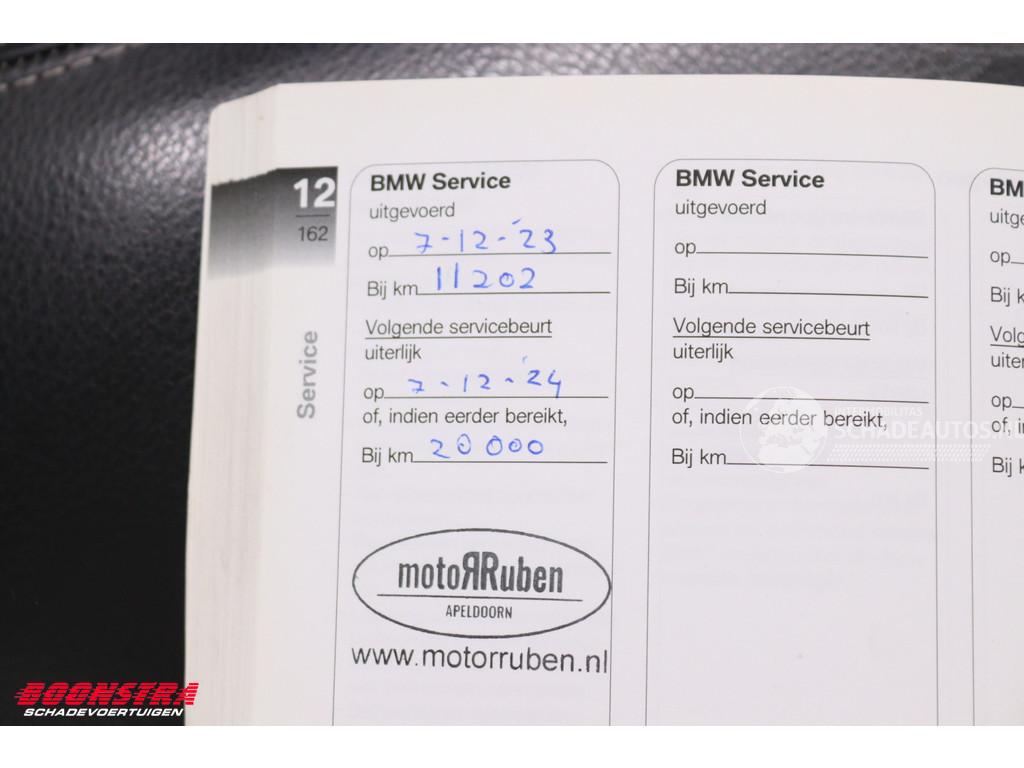 12
162
Service
BMW Service
uitgevoerd
op 7-12-'23
Bij km 11202
Volgende servicebeurt
uiterlijk
op 7-12-'24
of, indien eerder bereikt,
Bij km 20000
motoRRuben
APELDOORN
www.motorruben.nl
BMW Service
uitgevoerd
op
Bij km
Volgende servicebeurt
uiterlijk
op
of, indien eerder bereikt,
Bij km
op
BOONSTRA
SCHADEVOERTUIGEN